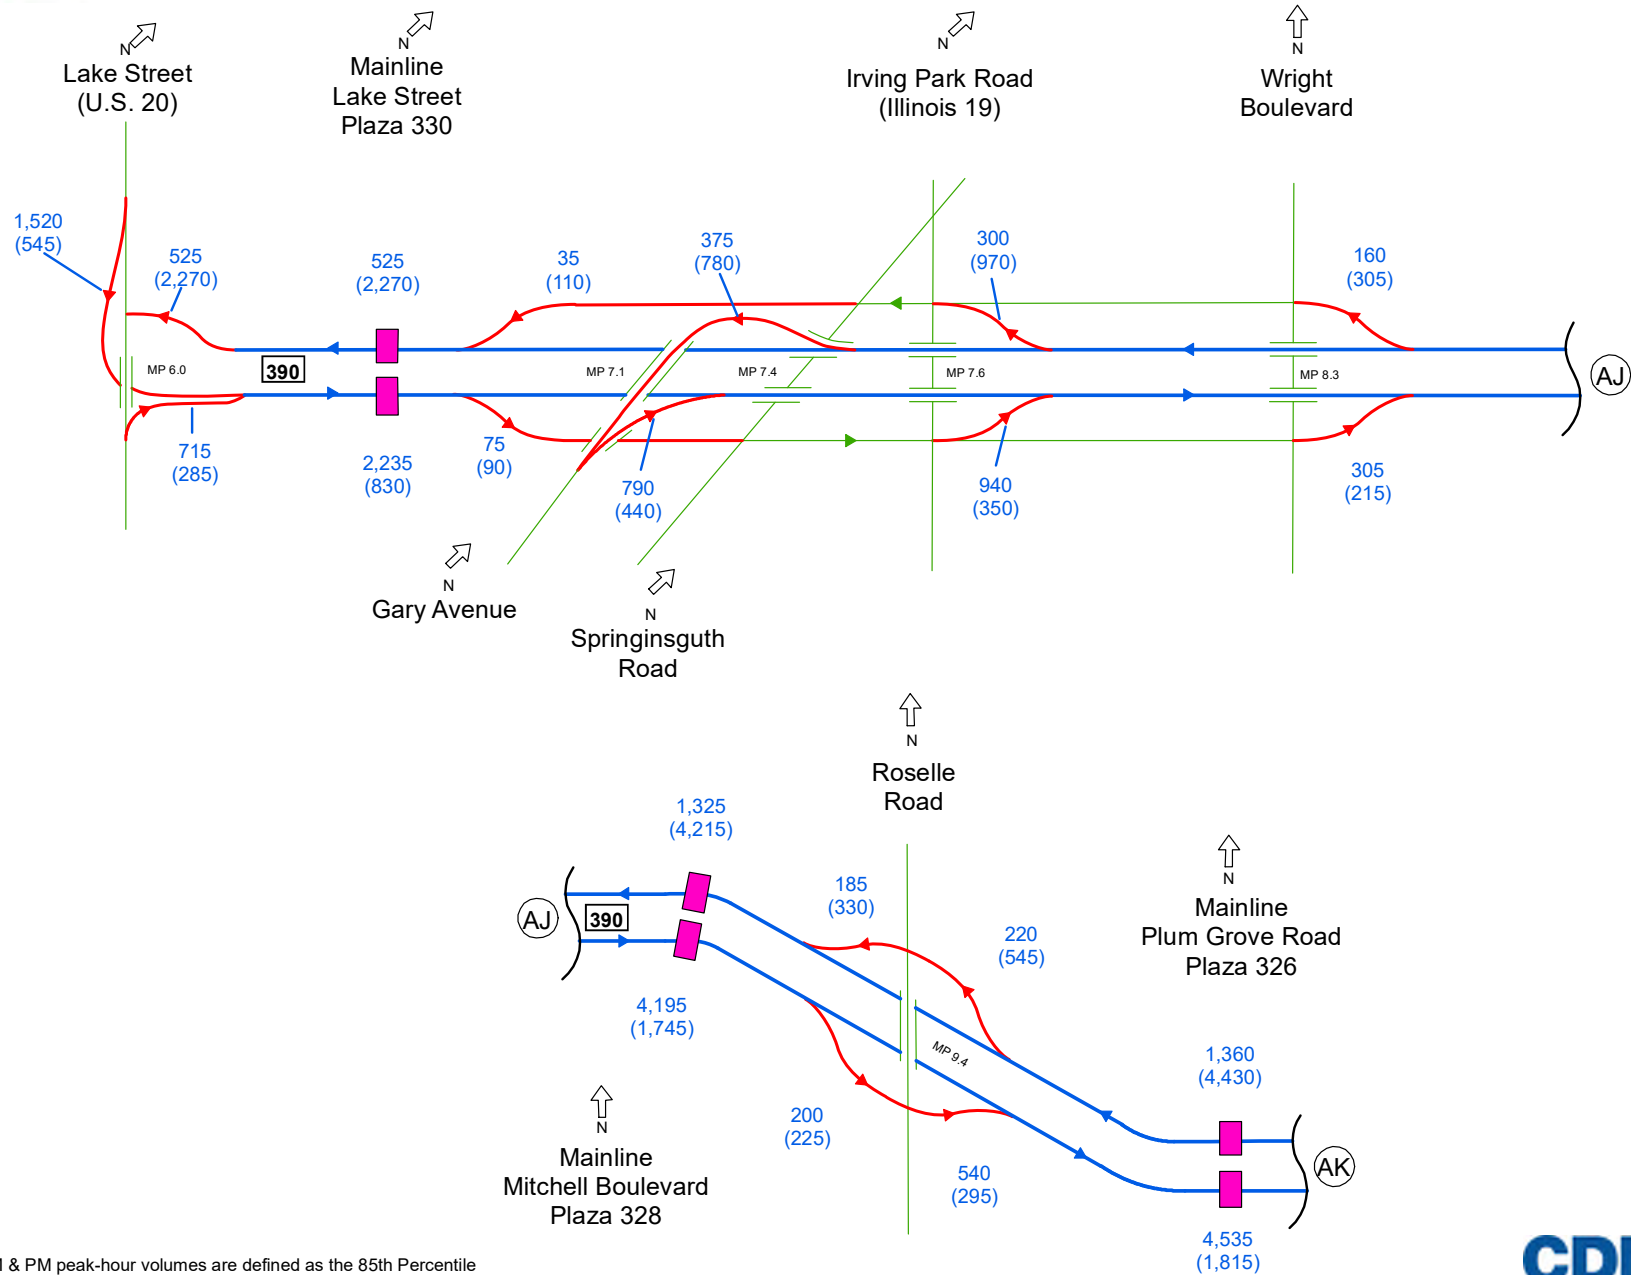 N
Lake Street
(U.S. 20)
N
Mainline
Lake Street
Plaza 330
N
Irving Park Road
(Illinois 19)
N
Wright
Boulevard
1,520
(545)
525
(2,270)
525
(2,270)
35
(110)
375
(780)
300
(970)
160
(305)
MP 6.0
390
MP 7.1
MP 7.4
MP 7.6
MP 8.3
AJ
715
(285)
2,235
(830)
75
(90)
790
(440)
940
(350)
305
(215)
N
Gary Avenue
N
Springinsguth
Road
N
Roselle
Road
1,325
(4,215)
185
(330)
220
(545)
N
Mainline
Plum Grove Road
Plaza 326
AJ
390
4,195
(1,745)
MP 9.4
1,360
(4,430)
N
Mainline
Mitchell Boulevard
Plaza 328
200
(225)
540
(295)
AK
4,535
(1,815)
& PM peak-hour volumes are defined as the 85th Percentile